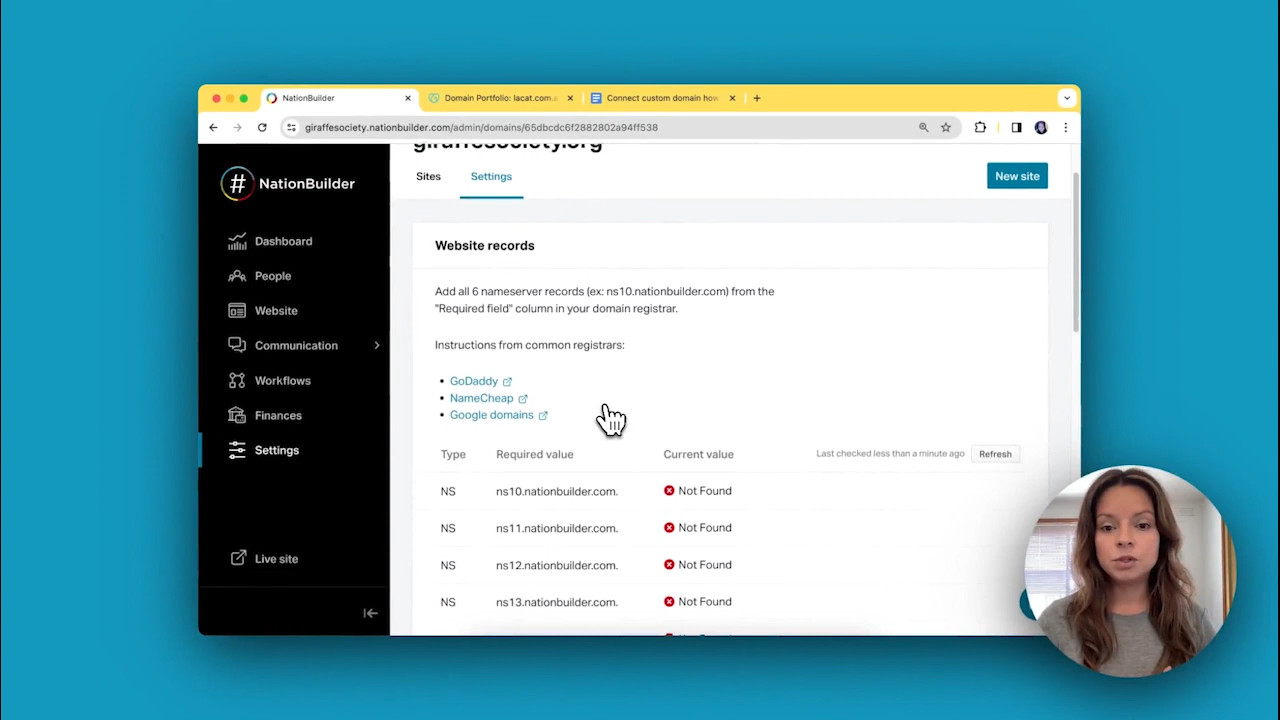 NationBuilder
Domain Portfolio: lacat.com.a
Connect custom domain how
giraffesociety.nationbuilder.com/admin/domains/65dbcdc6f2882802a94ff538
# NationBuilder
Dashboard
People
Website
Communication
Workflows
Finances
Settings
Live site
giraffesociety.org
Sites
Settings
New site
Website records
Add all 6 nameserver records (ex: ns10.nationbuilder.com) from the
"Required field" column in your domain registrar.
Instructions from common registrars:
• GoDaddy
• NameCheap
• Google domains
Type Required value Current value Last checked less than a minute ago Refresh
NS ns10.nationbuilder.com. Not Found
NS ns11.nationbuilder.com. Not Found
NS ns12.nationbuilder.com. Not Found
NS ns13.nationbuilder.com. Not Found